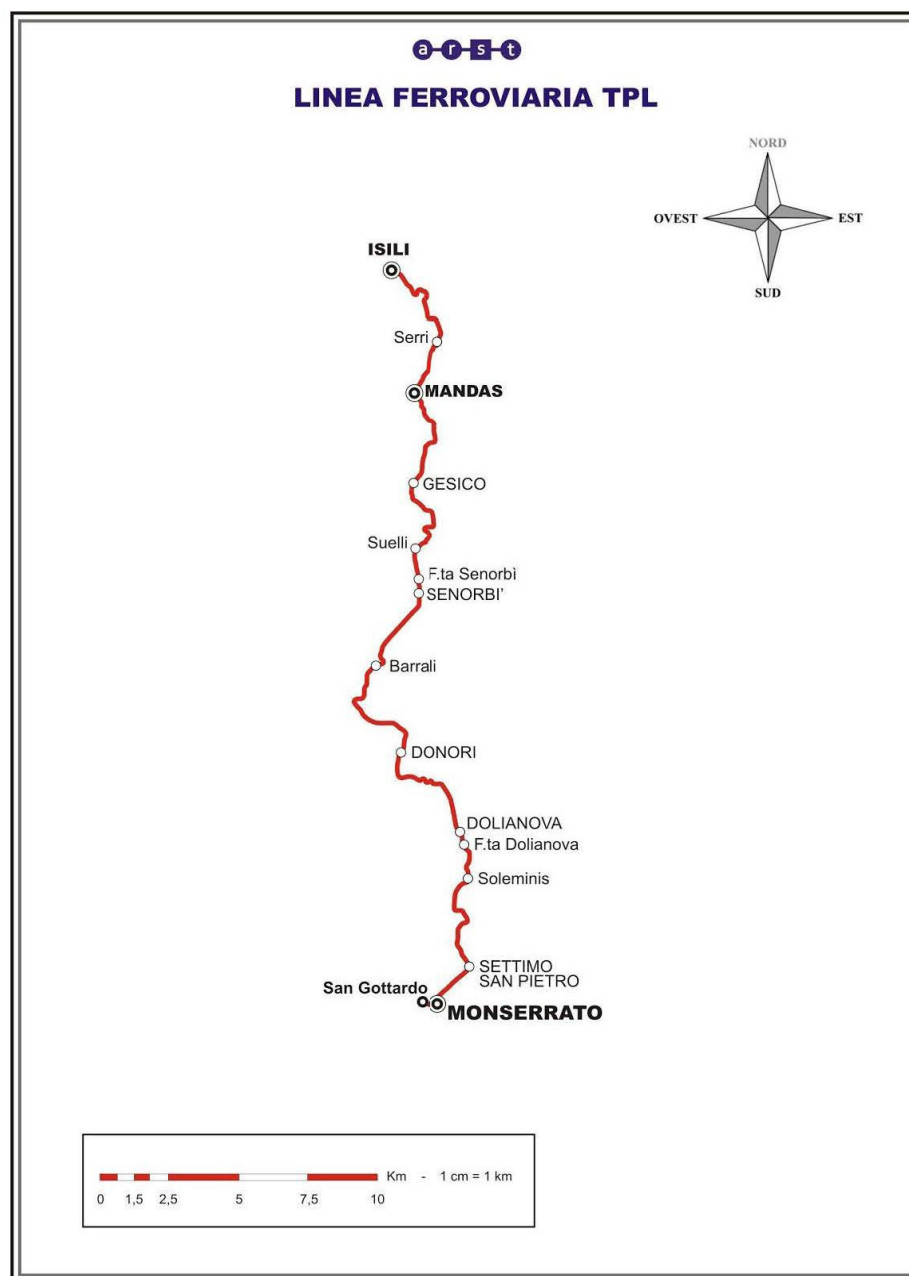 arst
LINEA FERROVIARIA TPL
NORD
OVEST
EST
SUD
ISILI
Serri
MANDAS
GESICO
Suelli
F.ta Senorbì
SENORBI'
Barrali
DONORI
DOLIANOVA
F.ta Dolianova
Soleminis
SETTIMO
SAN PIETRO
San Gottardo
MONSERRATO
Km - 1 cm = 1 km
0 1,5 2,5 5 7,5 10